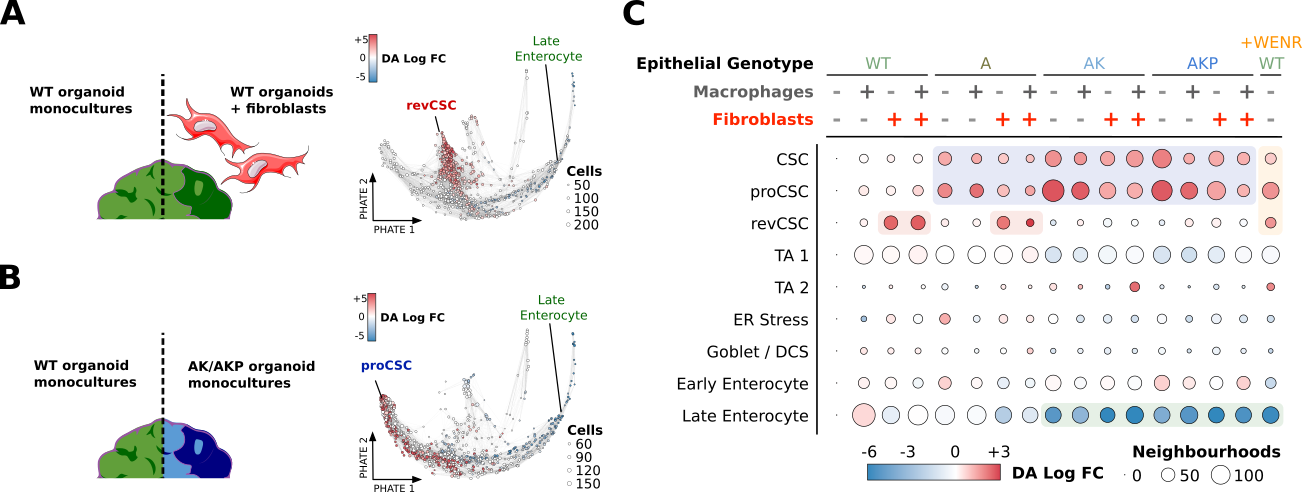 A
WT organoid
monocultures
WT organoids
+ fibroblasts
+5
0
-5
DA Log FC
Late
Enterocyte
revCSC
Cells
50
100
150
200
PHATE 2
PHATE 1
B
WT organoid
monocultures
AK/AKP organoid
monocultures
+5
0
-5
DA Log FC
Late
Enterocyte
proCSC
Cells
60
90
120
150
PHATE 2
PHATE 1
C
+WENR
Epithelial Genotype WT A AK AKP WT
Macrophages - + - + - + - + - + - + - + - + -
Fibroblasts - - + + - - + + - - + + - - + + -
CSC
proCSC
revCSC
TA 1
TA 2
ER Stress
Goblet / DCS
Early Enterocyte
Late Enterocyte
-6 -3 0 +3 DA Log FC
Neighbourhoods
0 50 100